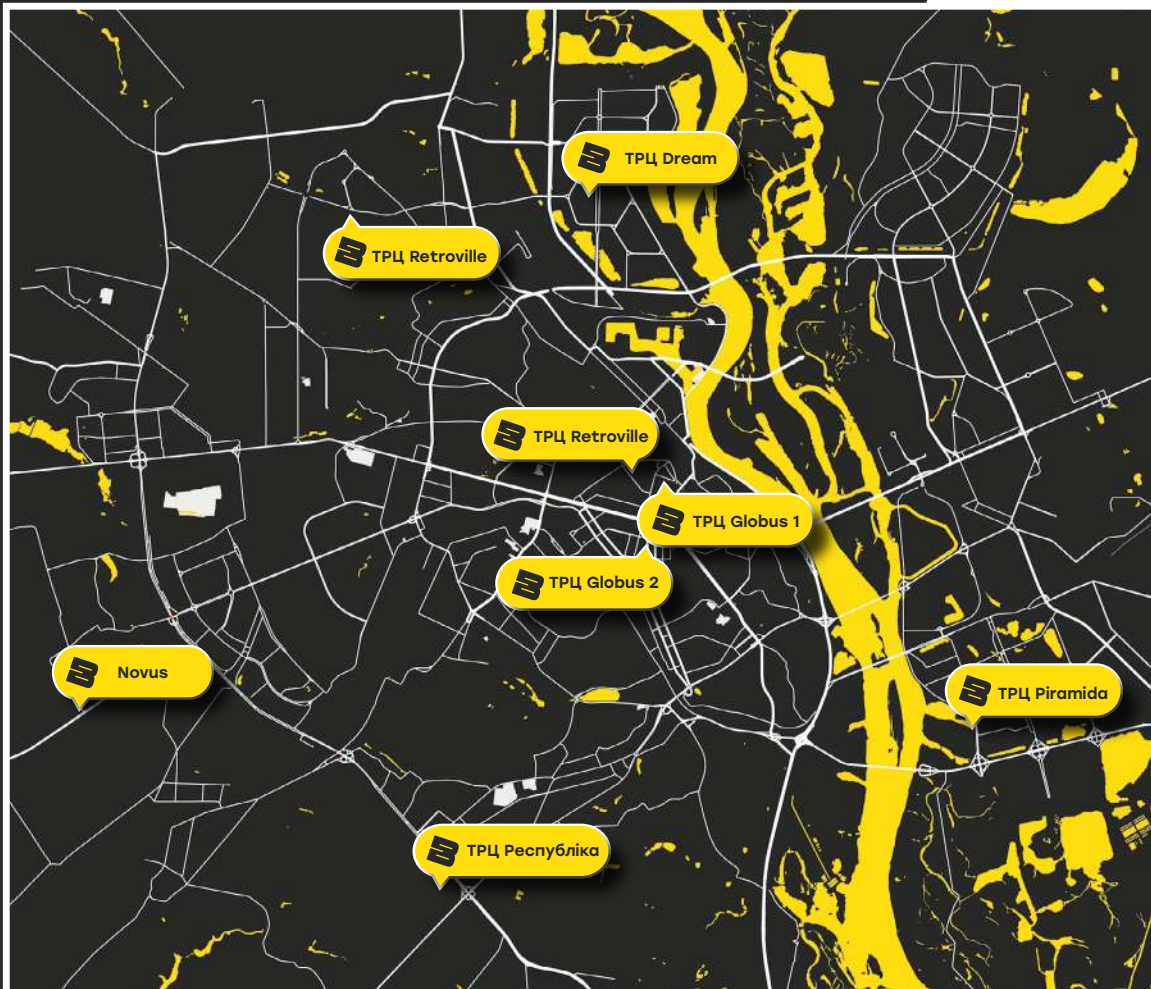 ТРЦ Dream
ТРЦ Retroville
ТРЦ Retroville
ТРЦ Globus 1
ТРЦ Globus 2
Novus
ТРЦ Piramida
ТРЦ Республіка